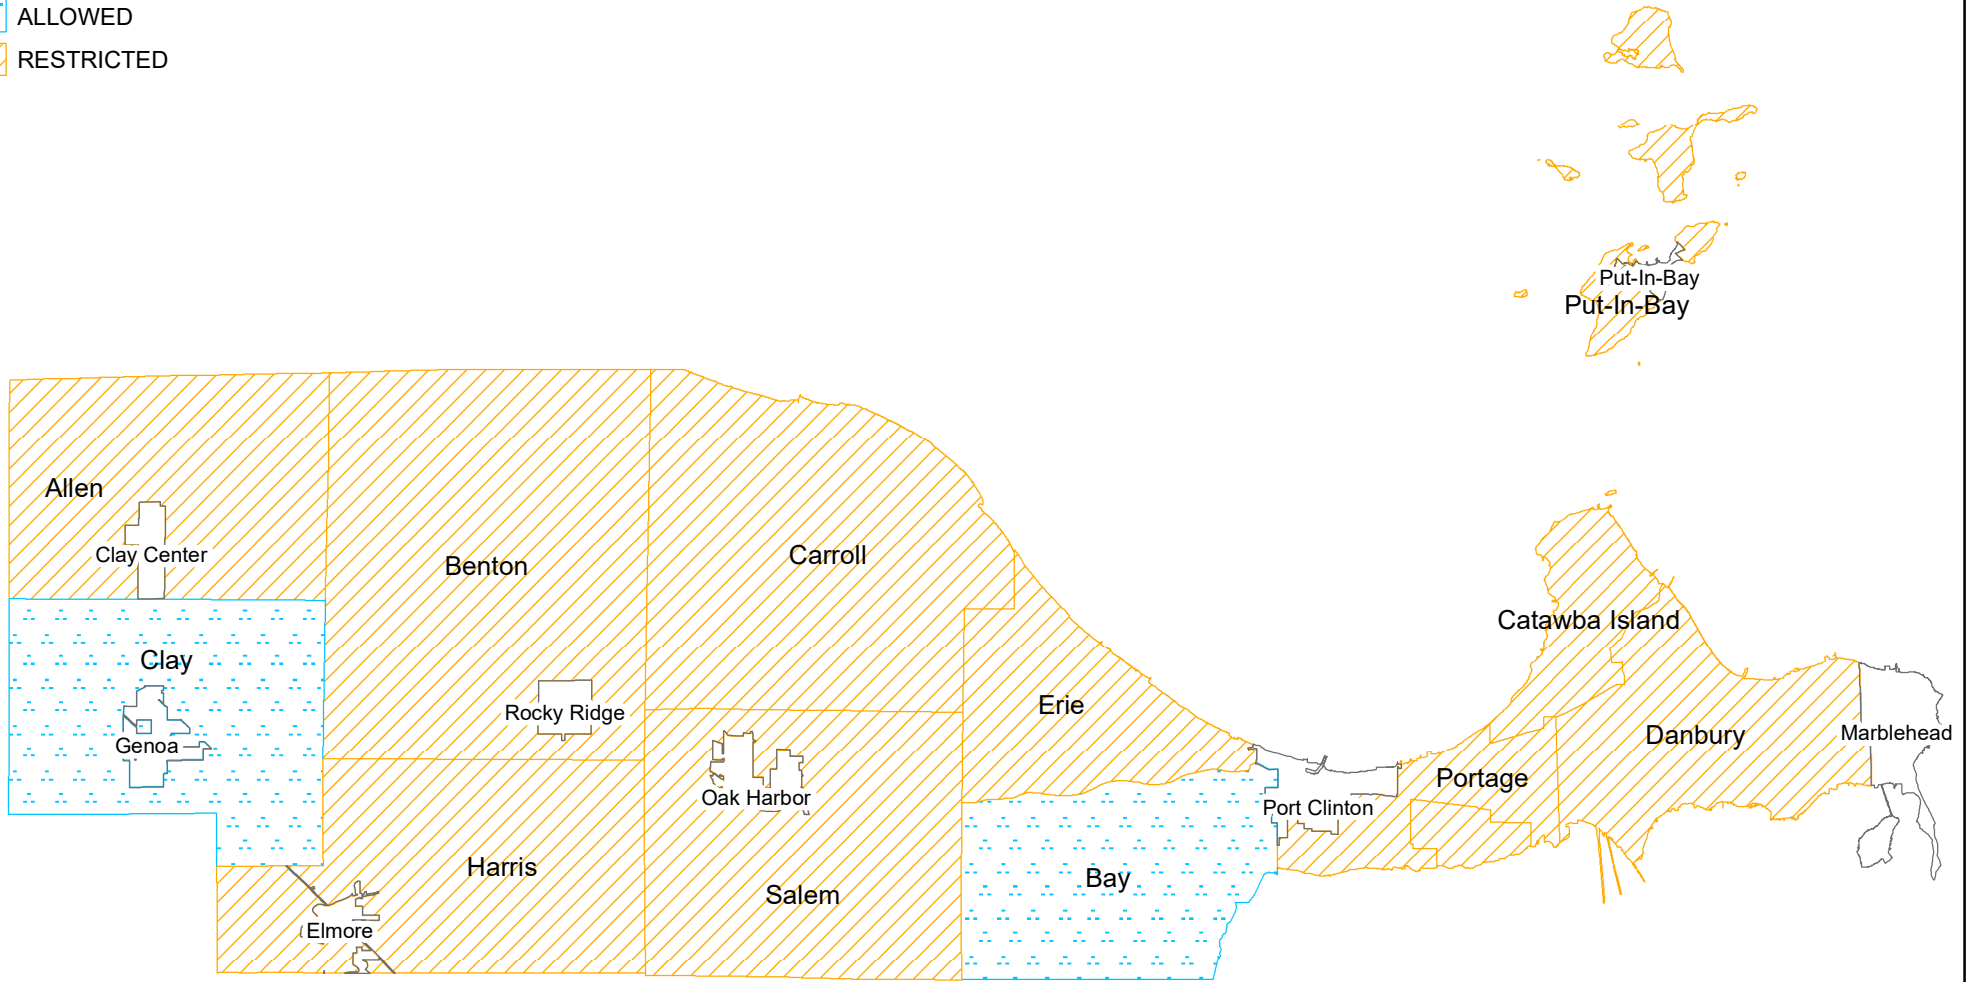 ALLOWED
RESTRICTED
Put-In-Bay
Put-In-Bay
Allen
Clay Center
Benton
Carroll
Catawba Island
Clay
Genoa
Rocky Ridge
Erie
Danbury
Marblehead
Portage
Oak Harbor
Port Clinton
Harris
Salem
Bay
Elmore